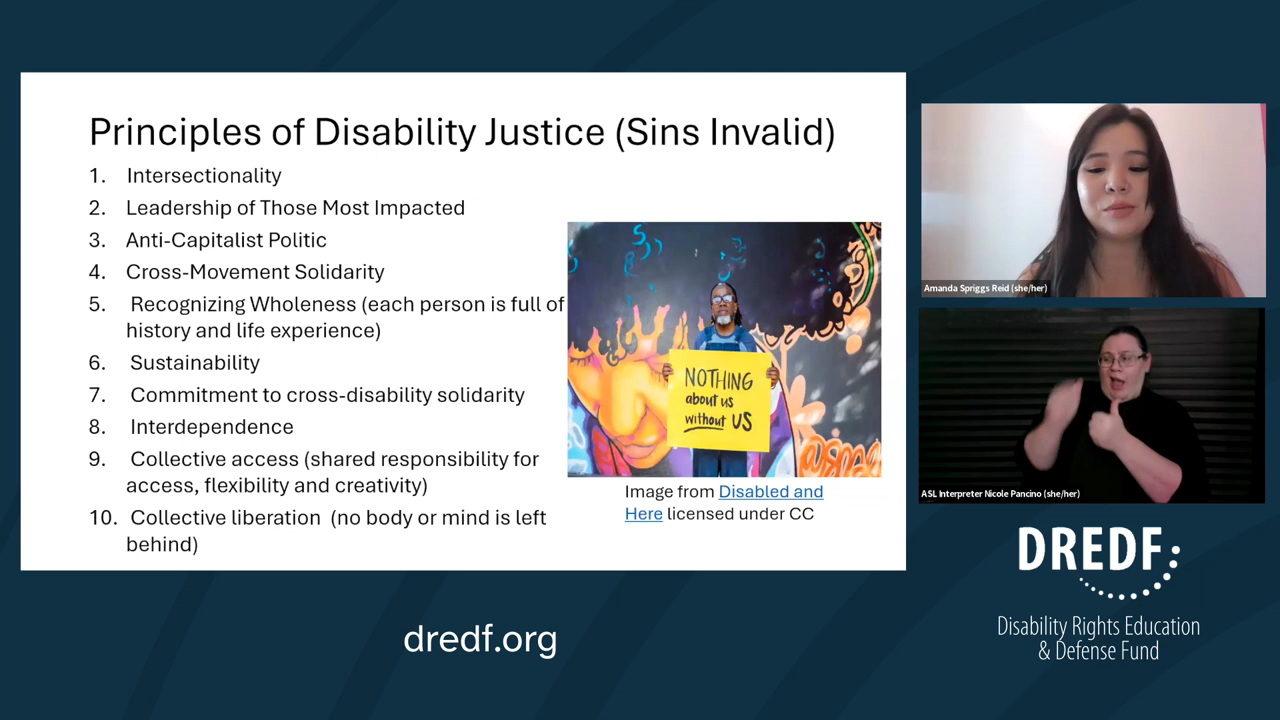 Principles of Disability Justice (Sins Invalid)
1. Intersectionality
2. Leadership of Those Most Impacted
3. Anti-Capitalist Politic
4. Cross-Movement Solidarity
5. Recognizing Wholeness (each person is full of
history and life experience)
6. Sustainability
7. Commitment to cross-disability solidarity
8. Interdependence
9. Collective access (shared responsibility for
access, flexibility and creativity)
10. Collective liberation (no body or mind is left
behind)
NOTHING
about us
without US
Image from Disabled and
Here licensed under CC
Amanda Spriggs Reid (she/her)
ASL Interpreter Nicole Pancino (she/her)
DREDF
Disability Rights Education
& Defense Fund
dredf.org